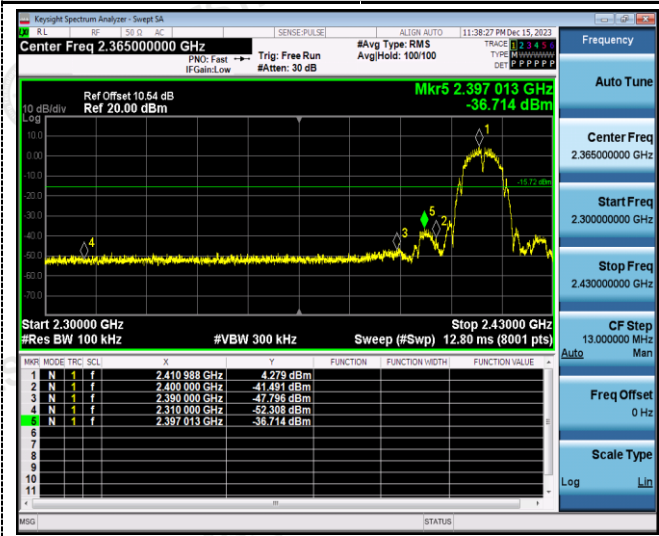 Keysight Spectrum Analyzer - Swept SA
RL RF 50 Ω AC SENSE:PULSE ALIGN AUTO 11:38:27 PM Dec 15, 2023
Center Freq 2.365000000 GHz
PNO: Fast
IFGain:Low
Trig: Free Run
#Atten: 30 dB
#Avg Type: RMS
Avg|Hold: 100/100
TRACE 1 2 3 4 5 6
TYPE M
DET P P P P P P
Ref Offset 10.54 dB
Ref 20.00 dBm
10 dB/div
Log
Mkr5 2.397 013 GHz
-36.714 dBm
10.0
0.00
-10.0
-20.0
-30.0
-40.0
-50.0
-60.0
-70.0
1
-15.72 dBm
5
2
3
4
Start 2.30000 GHz
Stop 2.43000 GHz
#Res BW 100 kHz
#VBW 300 kHz
Sweep (#Swp) 12.80 ms (8001 pts)
MKR MODE TRC SCL X Y FUNCTION FUNCTION WIDTH FUNCTION VALUE
1 N 1 f 2.410 988 GHz 4.279 dBm
2 N 1 f 2.400 000 GHz -41.491 dBm
3 N 1 f 2.390 000 GHz -47.796 dBm
4 N 1 f 2.310 000 GHz -52.308 dBm
5 N 1 f 2.397 013 GHz -36.714 dBm
6
7
8
9
10
11
MSG
STATUS
Frequency
Auto Tune
Center Freq
2.365000000 GHz
Start Freq
2.300000000 GHz
Stop Freq
2.430000000 GHz
CF Step
13.000000 MHz
Auto Man
Freq Offset
0 Hz
Scale Type
Log Lin